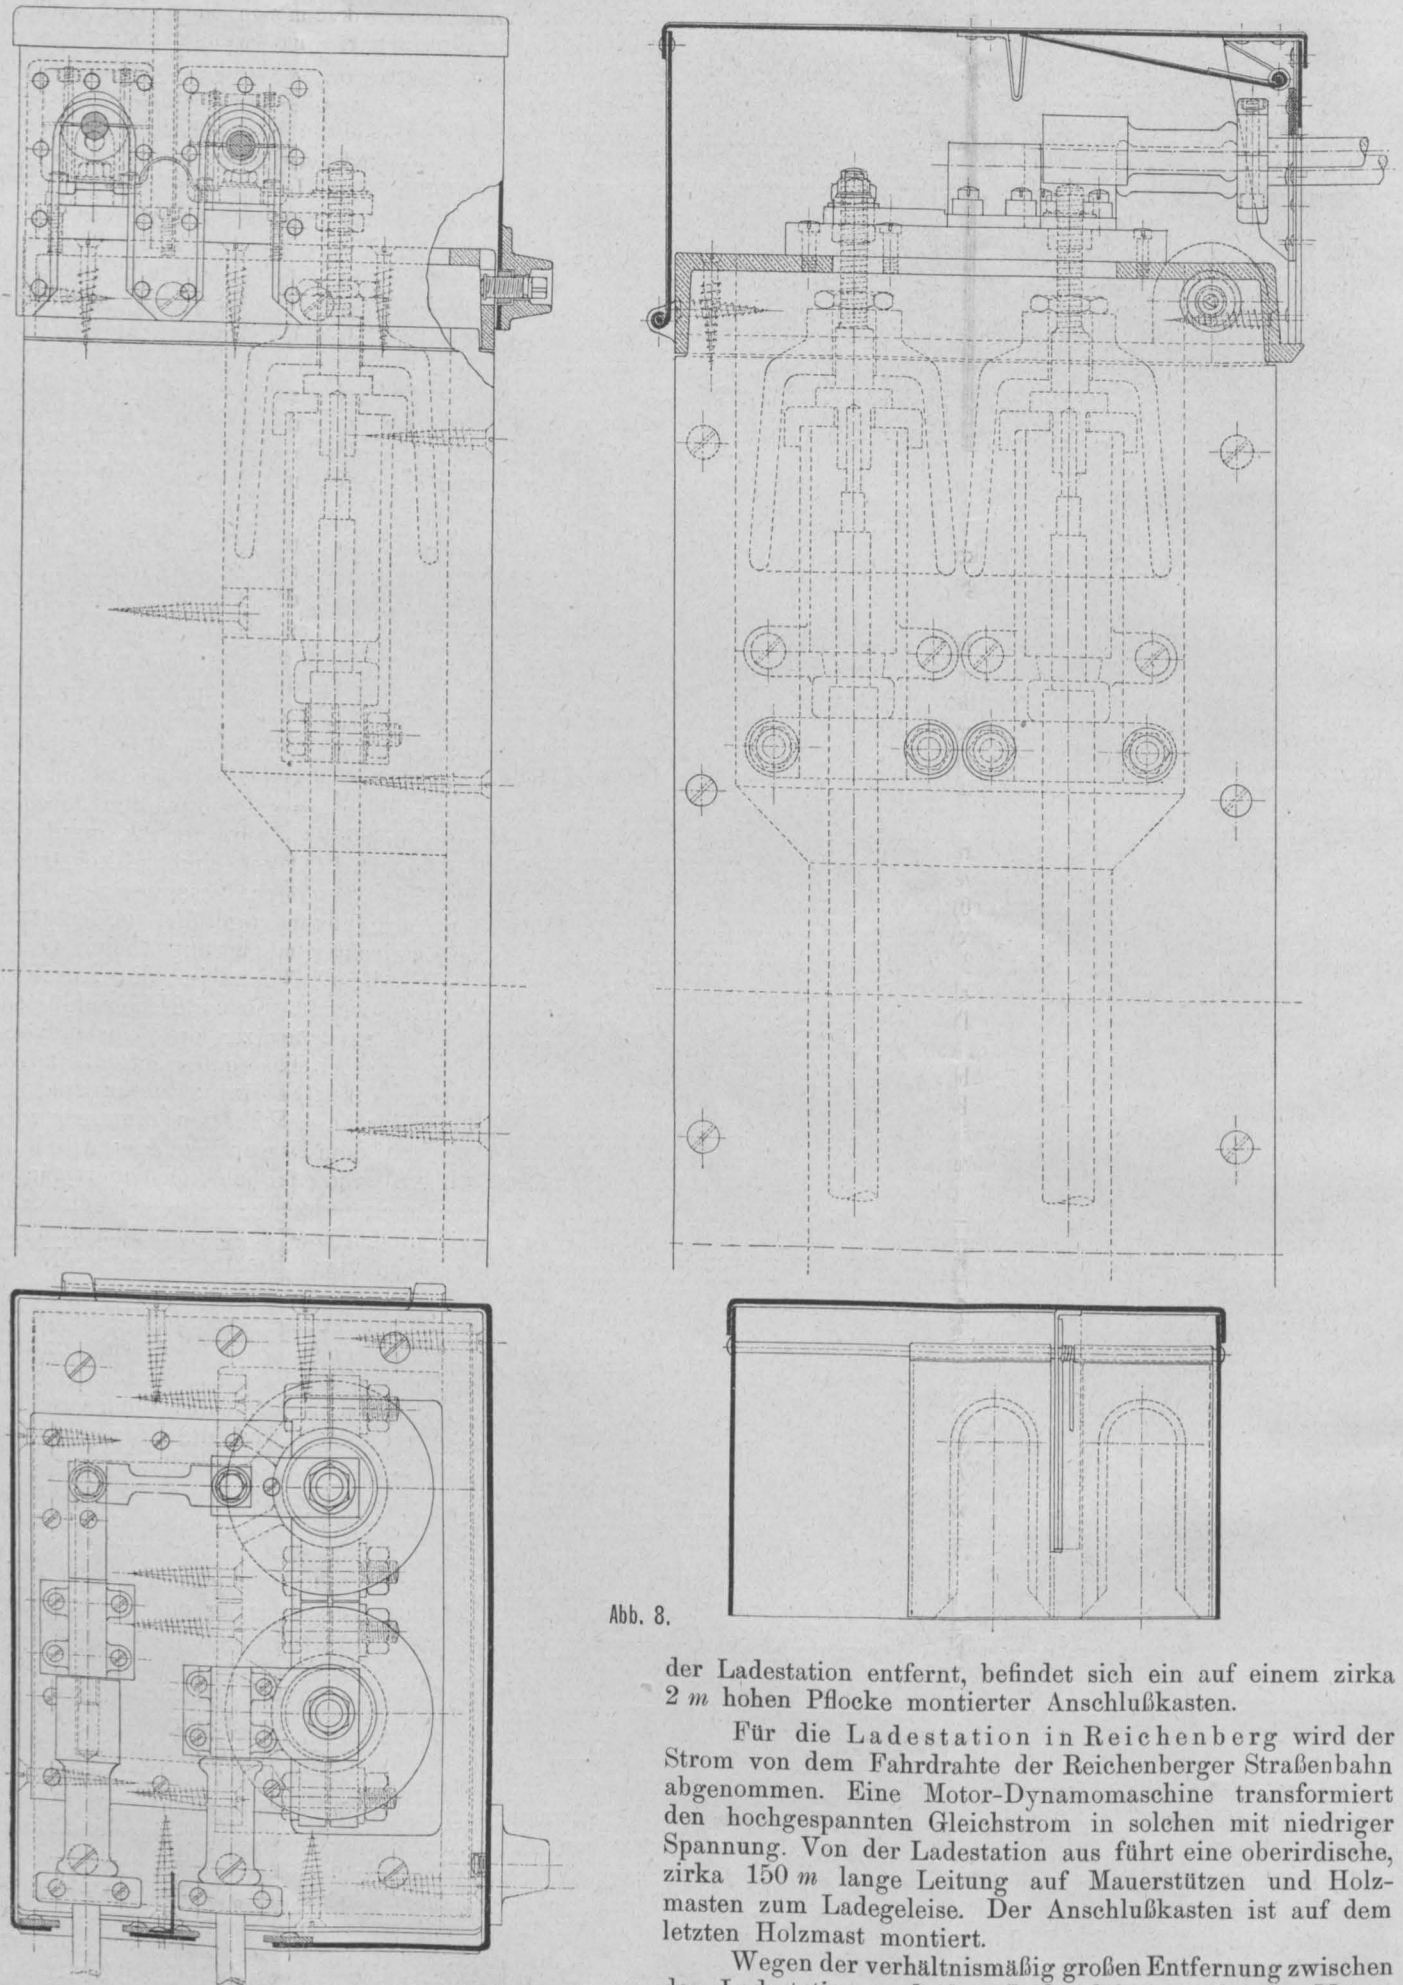 Abb. 8.
der Ladestation entfernt, befindet sich ein auf einem zirka
2 m hohen Pflocke montierter Anschlußkasten.
Für die Ladestation in Reichenberg wird der
Strom von dem Fahrdrahte der Reichenberger Straßenbahn
abgenommen. Eine Motor-Dynamomaschine transformiert
den hochgespannten Gleichstrom in solchen mit niedriger
Spannung. Von der Ladestation aus führt eine oberirdische,
zirka 150 m lange Leitung auf Mauerstützen und Holz-
masten zum Ladegeleise. Der Anschlußkasten ist auf dem
letzten Holzmast montiert.
Wegen der verhältnismäßig großen Entfernung zwischen